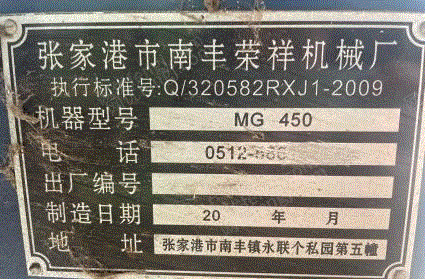 张家港市南丰荣祥机械厂
执行标准号:Q/320582RXJ1-2009
机器型号 MG 450
电话 0512-
出厂编号
制造日期 20 年 月
地址 张家港市南丰镇永联个私园第五幢